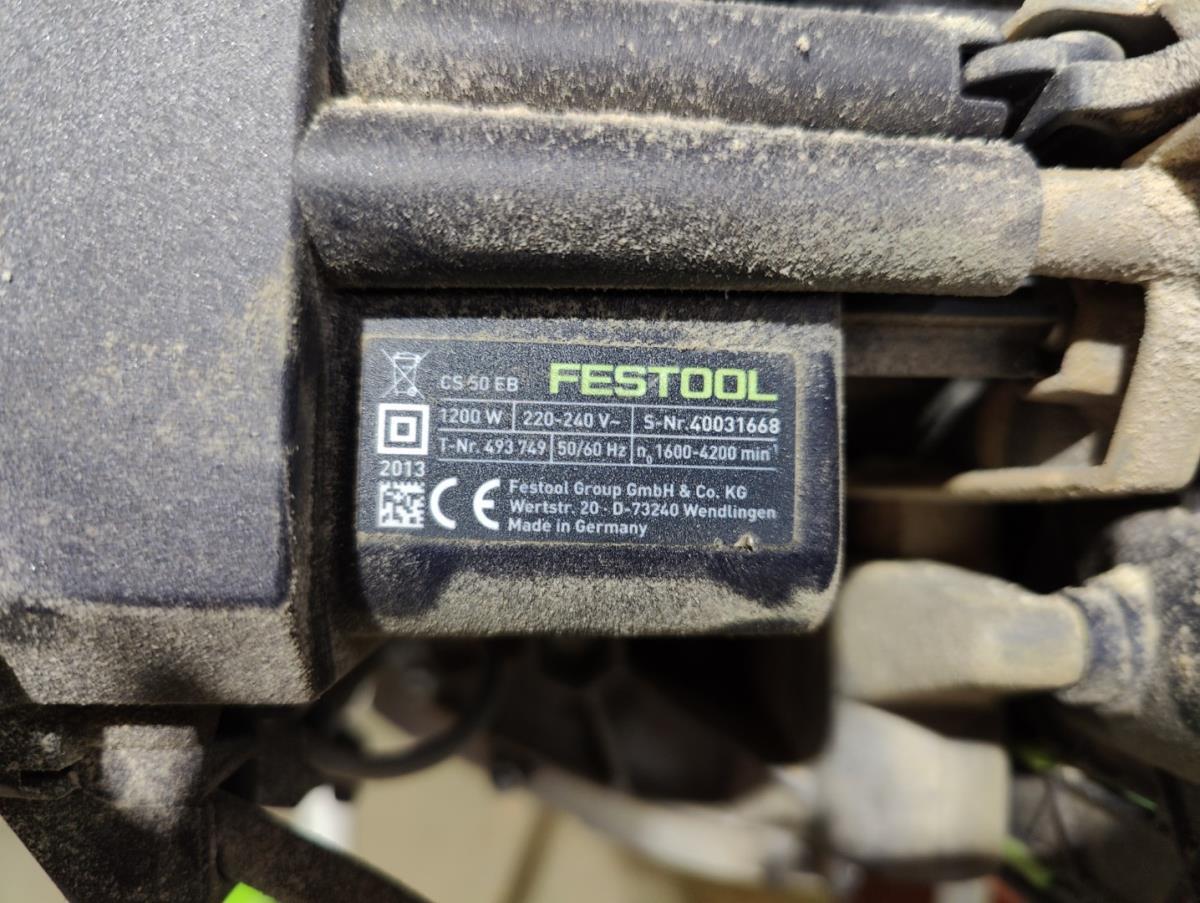 CS 50 EB FESTOOL
1200 W 220-240 V~ S-Nr. 40031668
T-Nr. 493 749 50/60 Hz n₀ 1600-4200 min⁻¹
2013
CE Festool Group GmbH & Co. KG
Wertstr. 20 · D-73240 Wendlingen
Made in Germany